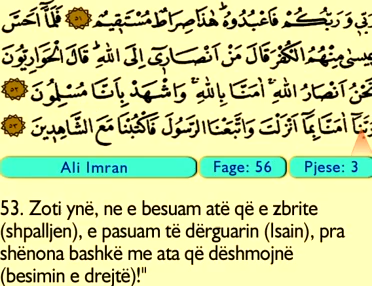 رَبِّي وَرَبُّكُمْ فَاعْبُدُوهُ هَٰذَا صِرَاطٌ مُسْتَقِيمٌ ٥١ فَلَمَّا أَحَسَّ
عِيسَىٰ مِنْهُمُ الْكُفْرَ قَالَ مَنْ أَنْصَارِي إِلَى اللَّهِ قَالَ الْحَوَارِيُّونَ
نَحْنُ أَنْصَارُ اللَّهِ آمَنَّا بِاللَّهِ وَاشْهَدْ بِأَنَّا مُسْلِمُونَ ٥٢
رَبَّنَا آمَنَّا بِمَا أَنْزَلْتَ وَاتَّبَعْنَا الرَّسُولَ فَاكْتُبْنَا مَعَ الشَّاهِدِينَ ٥٣
Ali Imran Fage: 56 Pjese: 3
53. Zoti ynë, ne e besuam atë që e zbrite
(shpalljen), e pasuam të dërguarin (Isain), pra
shënona bashkë me ata që dëshmojnë
(besimin e drejtë)!"